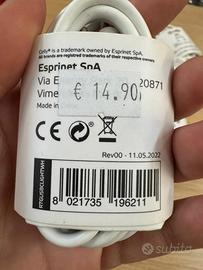 Celly® is a trademark owned by Esprinet SpA,
All brands are registered trademarks of their respective owners.
Esprinet SpA
Via E
20871
Vime
€ 14.90
Made in
CE
Rev00 - 11.05.2022
RTGUSBCLIGHTWH
8 021735 196211
subito